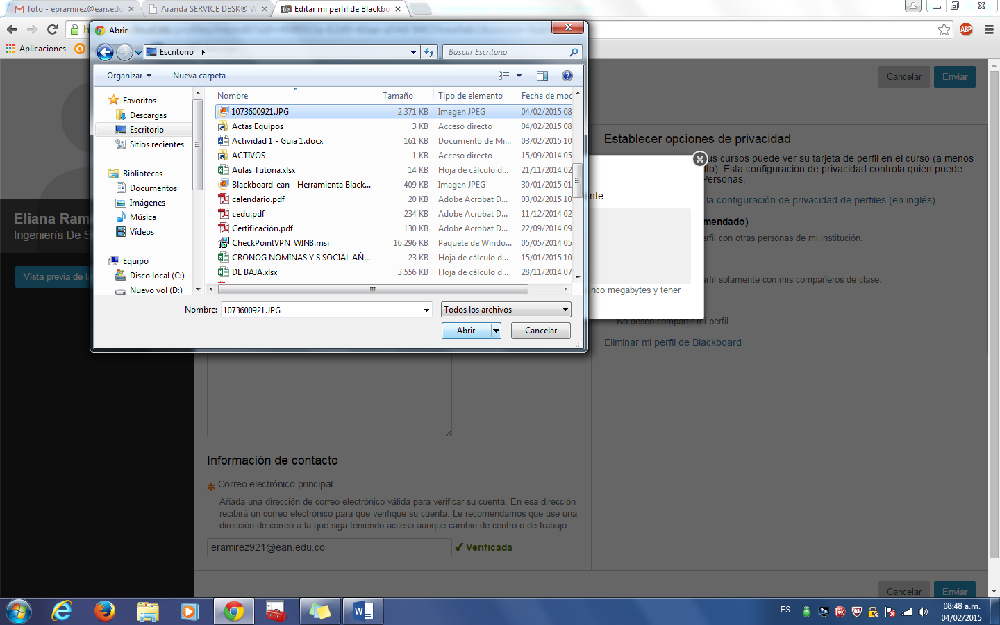 foto - epramirez@ean.edu
Aranda SERVICE DESK® W
Editar mi perfil de Blackbo
Aplicaciones
Abrir
Escritorio
Buscar Escritorio
Organizar
Nueva carpeta
Favoritos
Descargas
Escritorio
Sitios recientes
Bibliotecas
Documentos
Imágenes
Música
Vídeos
Equipo
Disco local (C:)
Nuevo vol (D:)
Nombre Tamaño Tipo de elemento Fecha de moc
1073600921.JPG 2.371 KB Imagen JPEG 04/02/2015 08
Actas Equipos 3 KB Acceso directo 04/02/2015 08
Actividad 1 - Guia 1.docx 161 KB Documento de Mi... 03/02/2015 10
ACTIVOS 1 KB Acceso directo 15/09/2014 05
Aulas Tutoria.xlsx 14 KB Hoja de cálculo d... 21/11/2014 02
Blackboard-ean - Herramienta Black... 409 KB Imagen JPEG 30/01/2015 01
calendario.pdf 20 KB Adobe Acrobat D... 03/02/2015 10
cedu.pdf 234 KB Adobe Acrobat D... 11/12/2014 02
Certificación.pdf 130 KB Adobe Acrobat D... 22/09/2014 09
CheckPointVPN_WIN8.msi 16.296 KB Paquete de Windo... 05/05/2014 05
CRONOG NOMINAS Y S SOCIAL AÑ... 23 KB Hoja de cálculo d... 15/01/2015 10
DE BAJA.xlsx 3.556 KB Hoja de cálculo d... 28/11/2014 07
Nombre: 1073600921.JPG
Todos los archivos
Abrir
Cancelar
Cancelar
Enviar
Eliana Ram
Ingeniería De S
Vista previa de la
Establecer opciones de privacidad
us cursos puede ver su tarjeta de perfil en el curso (a menos
to). Esta configuración de privacidad controla quién puede
Personas.
la configuración de privacidad de perfiles (en inglés).
nte.
mendado)
erfil con otras personas de mi institución.
erfil solamente con mis compañeros de clase.
inco megabytes y tener
No deseo compartir mi perfil.
Eliminar mi perfil de Blackboard
Información de contacto
Correo electrónico principal
Añada una dirección de correo electrónico válida para verificar su cuenta. En esa dirección
recibirá un correo electrónico para que verifique su cuenta. Le recomendamos que use una
dirección de correo a la que siga teniendo acceso aunque cambie de centro o de trabajo.
eramirez921@ean.edu.co
Verificada
Cancelar
Enviar
ES
08:48 a.m.
04/02/2015